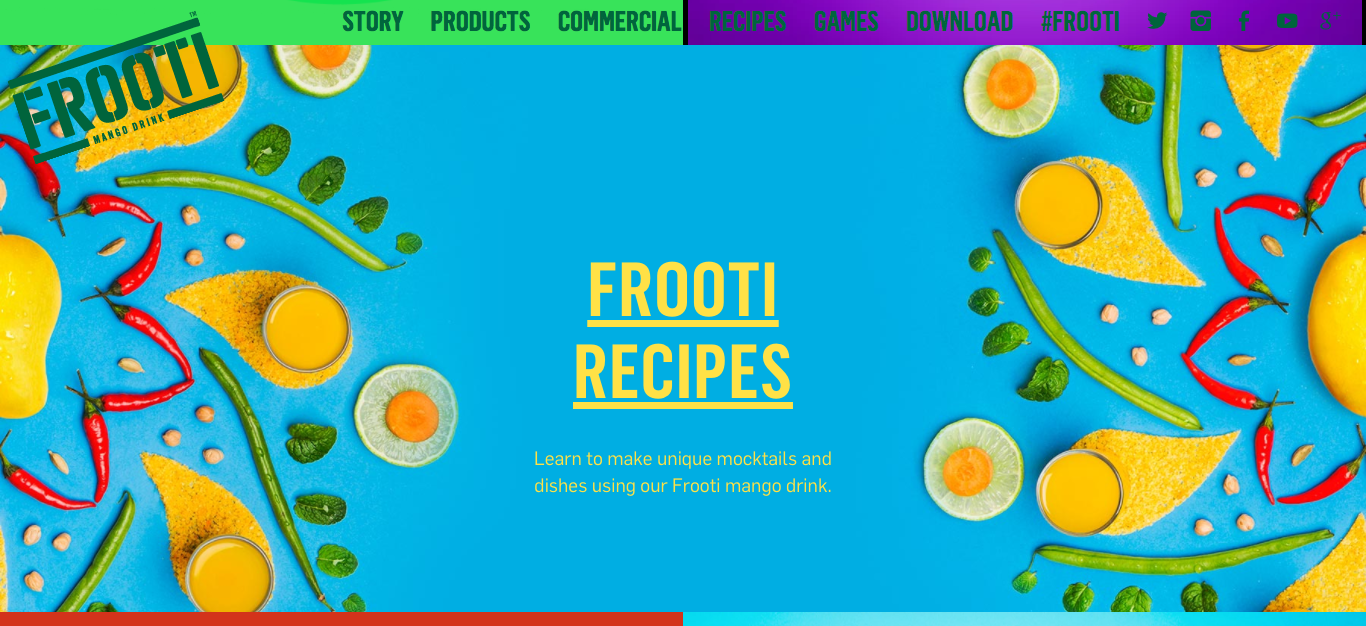 STORY PRODUCTS COMMERCIAL RECIPES GAMES DOWNLOAD #FROOTI
FROOTI™
MANGO DRINK
FROOTI
RECIPES
Learn to make unique mocktails and
dishes using our Frooti mango drink.